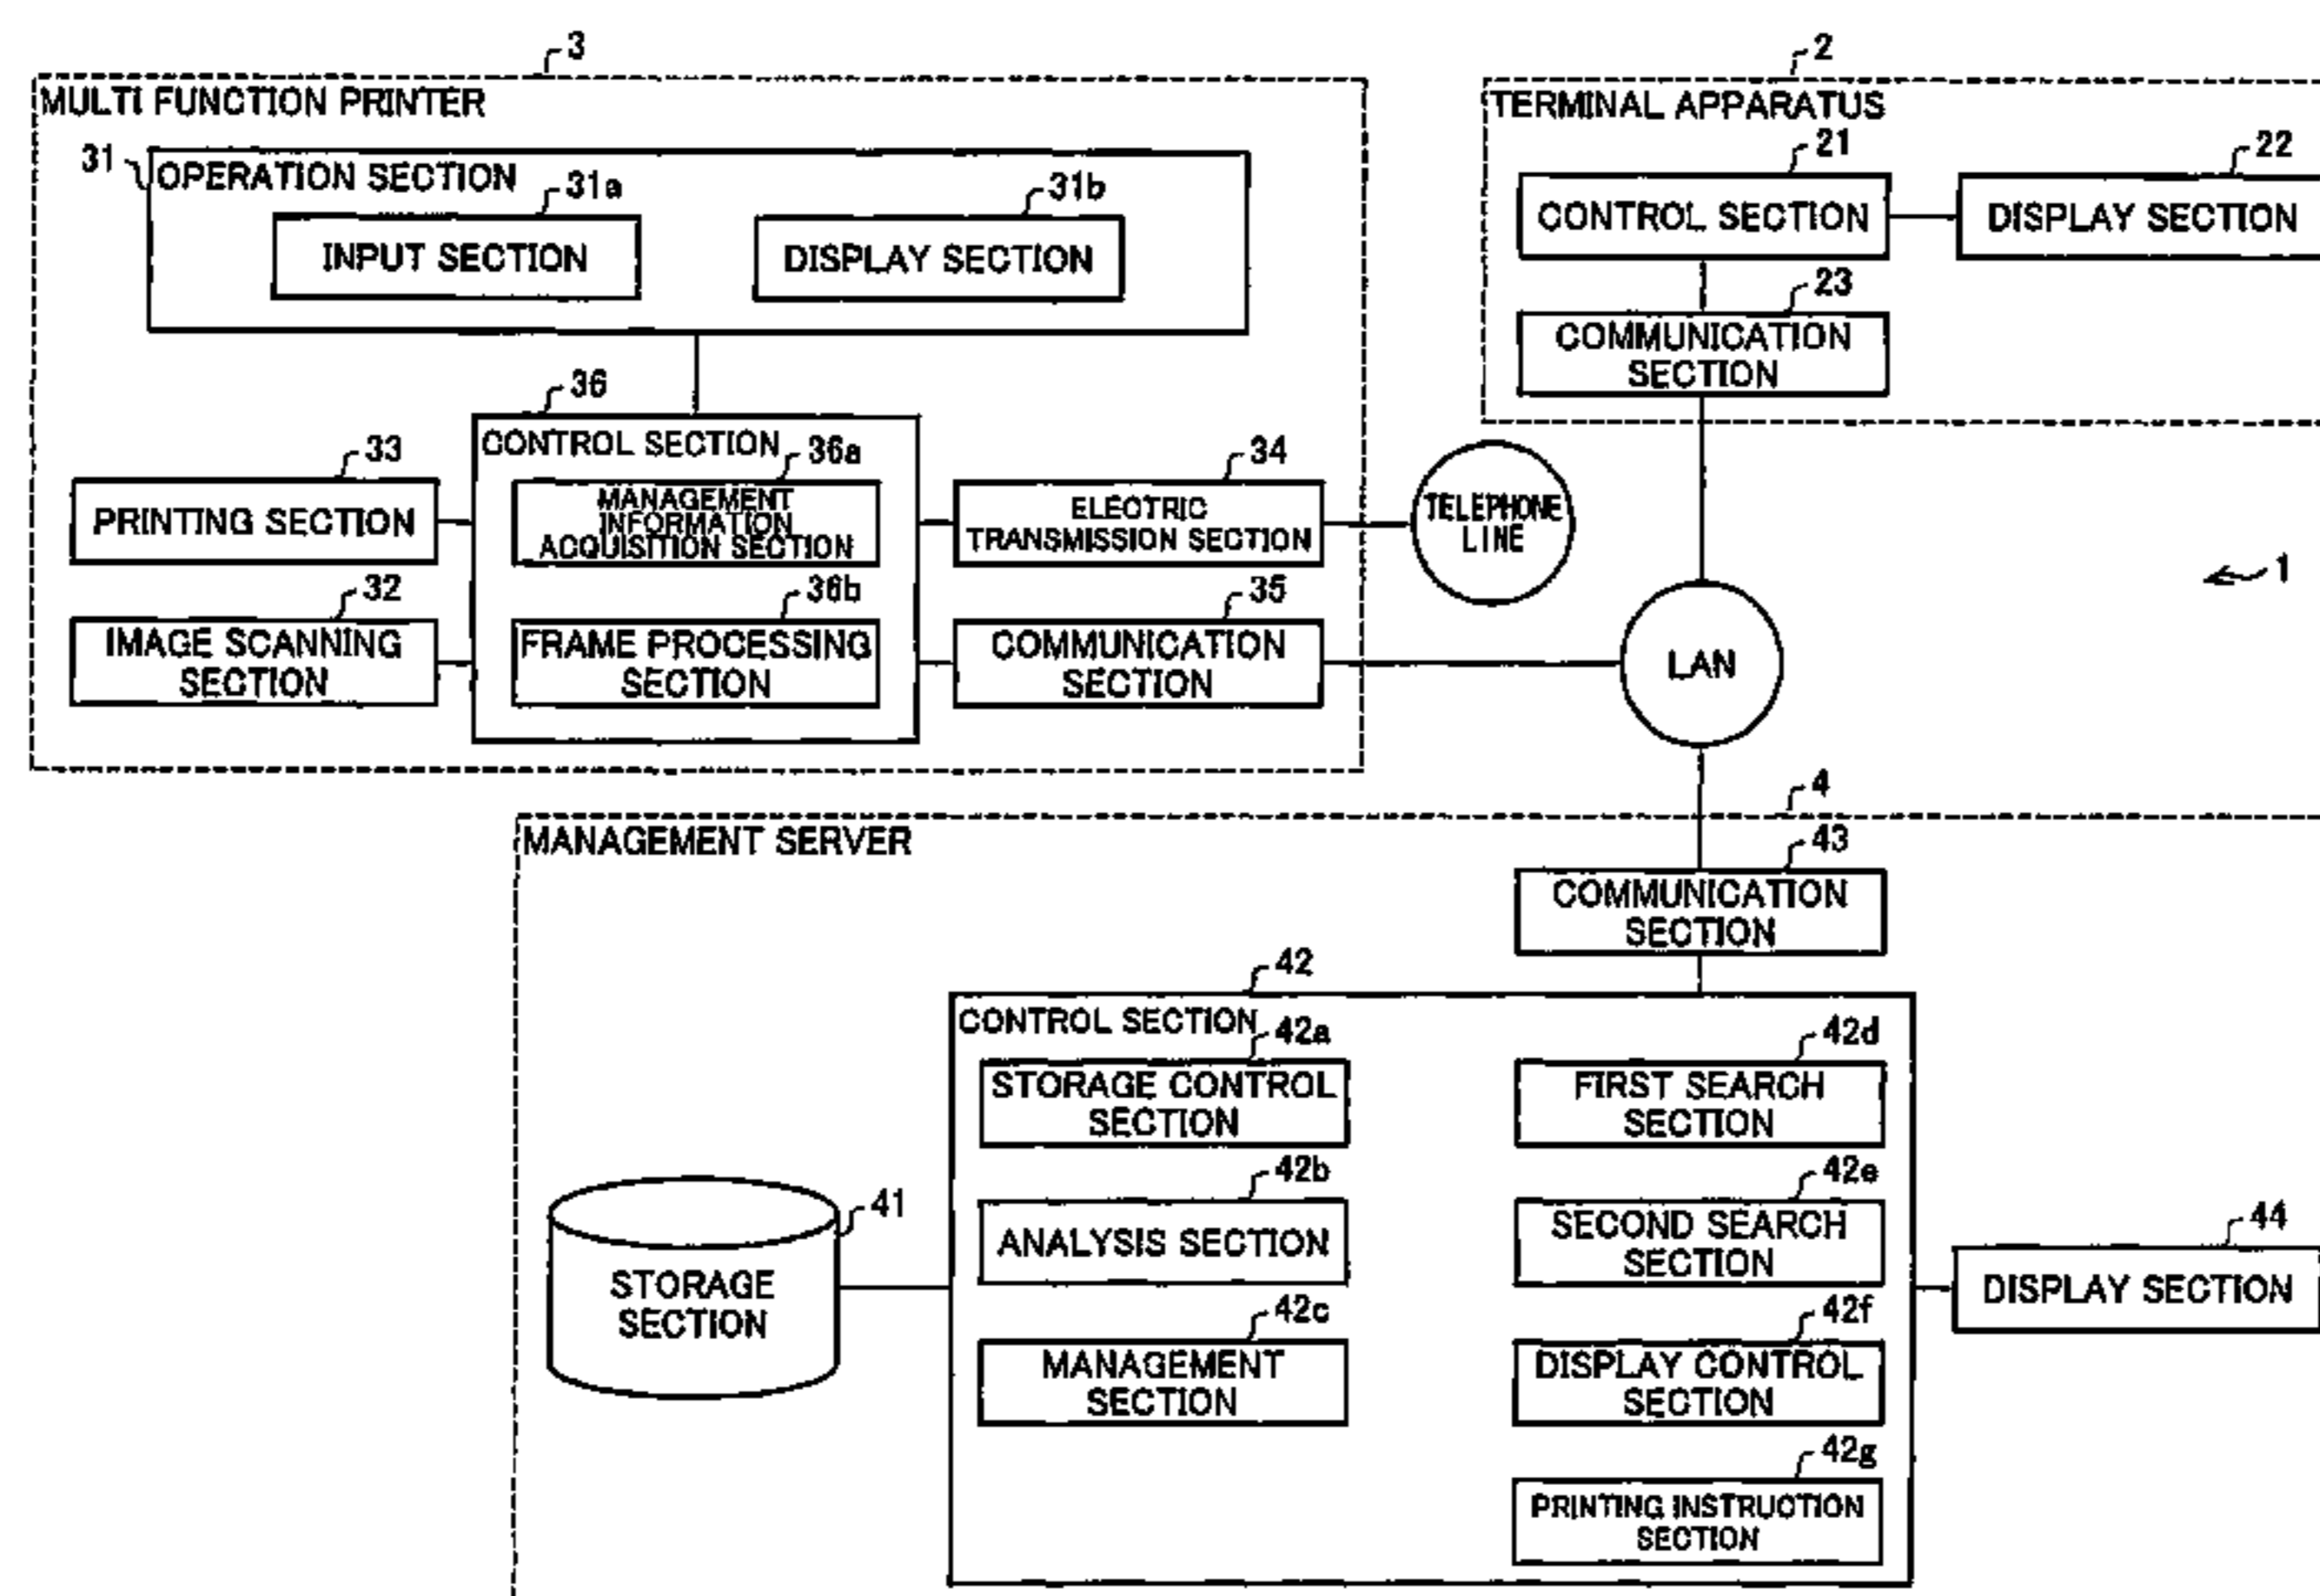 3
MULTI FUNCTION PRINTER
31
OPERATION SECTION
31a
INPUT SECTION
31b
DISPLAY SECTION
36
CONTROL SECTION
36a
MANAGEMENT
INFORMATION
ACQUISITION SECTION
36b
FRAME PROCESSING
SECTION
33
PRINTING SECTION
32
IMAGE SCANNING
SECTION
34
ELECTRIC
TRANSMISSION SECTION
35
COMMUNICATION
SECTION
TELEPHONE
LINE
LAN
2
TERMINAL APPARATUS
21
CONTROL SECTION
22
DISPLAY SECTION
23
COMMUNICATION
SECTION
1
4
MANAGEMENT SERVER
43
COMMUNICATION
SECTION
42
CONTROL SECTION
42a
STORAGE CONTROL
SECTION
42b
ANALYSIS SECTION
42c
MANAGEMENT
SECTION
42d
FIRST SEARCH
SECTION
42e
SECOND SEARCH
SECTION
42f
DISPLAY CONTROL
SECTION
42g
PRINTING INSTRUCTION
SECTION
41
STORAGE
SECTION
44
DISPLAY SECTION